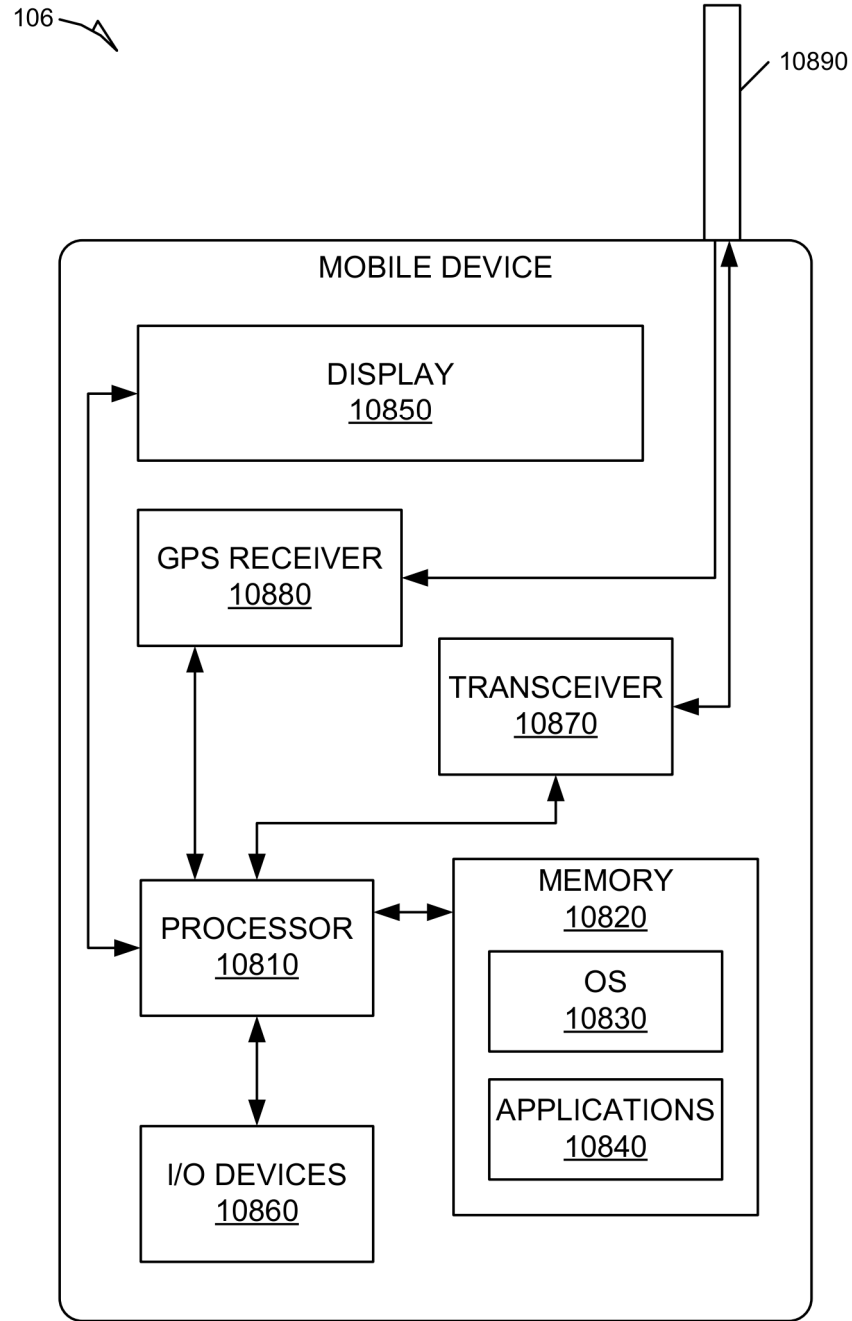 106
10890
MOBILE DEVICE
DISPLAY
10850
GPS RECEIVER
10880
TRANSCEIVER
10870
PROCESSOR
10810
MEMORY
10820
OS
10830
APPLICATIONS
10840
I/O DEVICES
10860